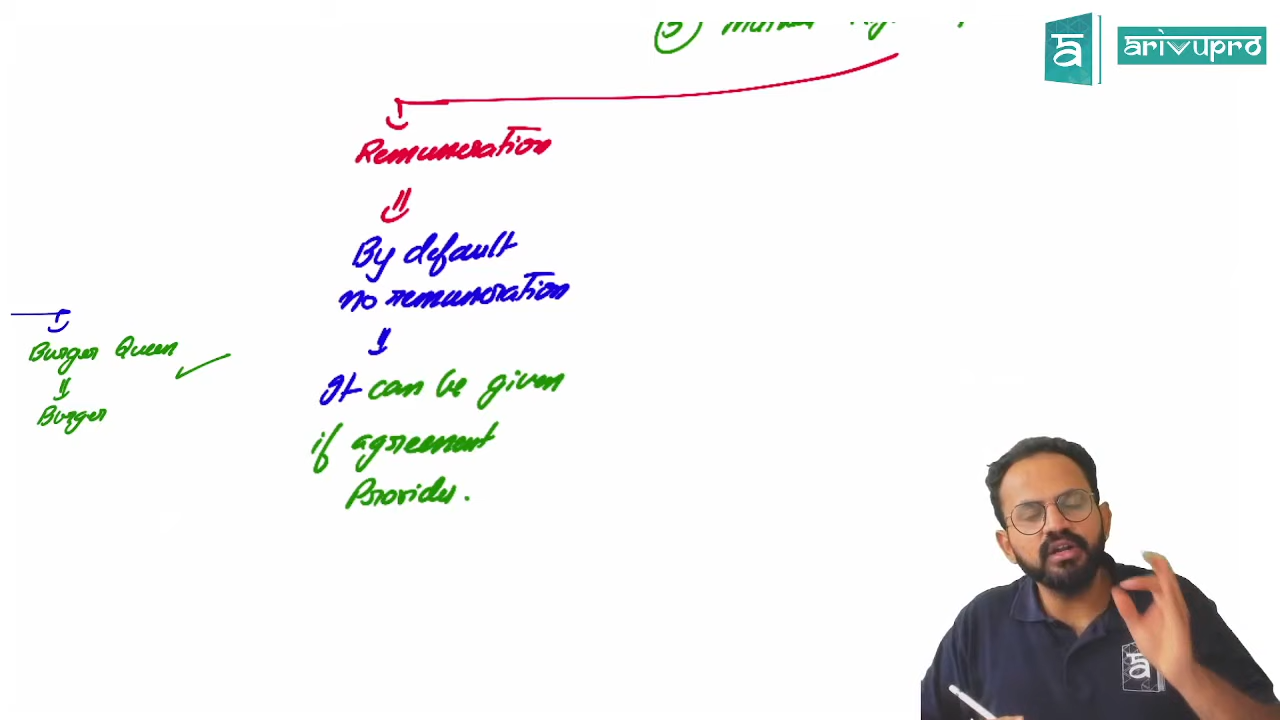 arivupro
Remuneration
By default
no remuneration
It can be given
if agreement
Provides.
Burger Queen
Burger